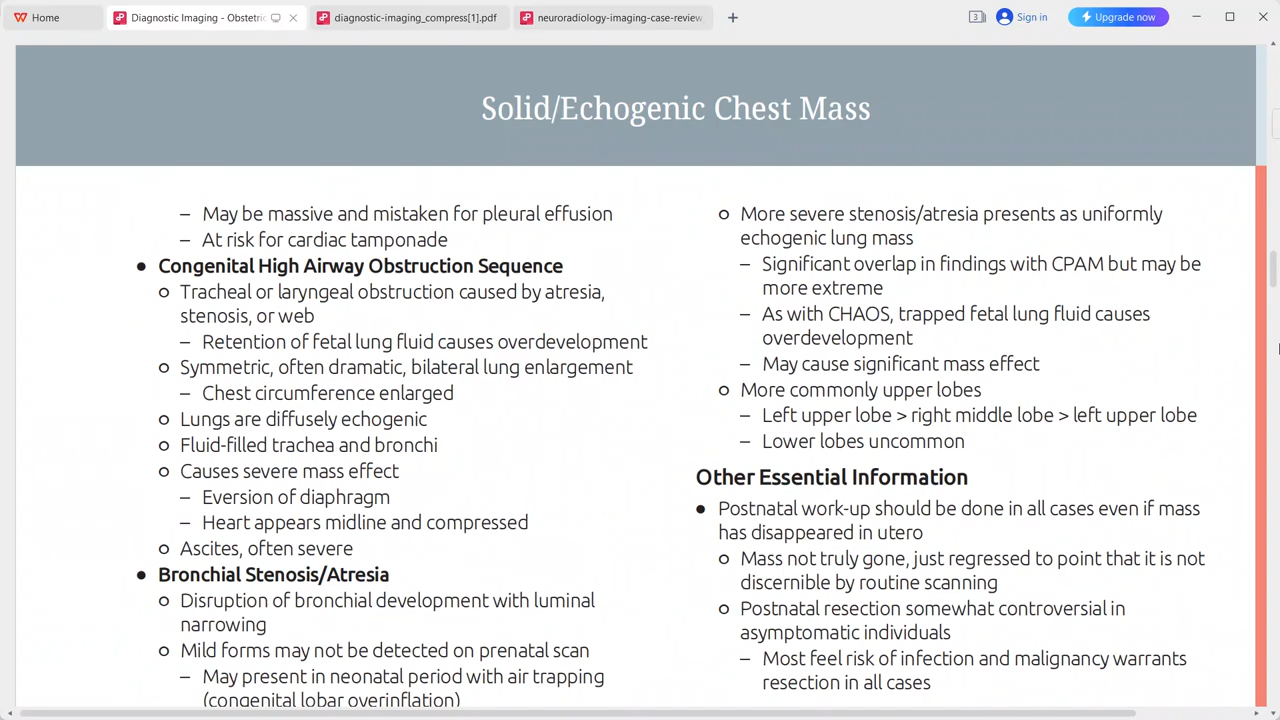 Home
Diagnostic Imaging - Obstetric
diagnostic-imaging_compress[1].pdf
neuroradiology-imaging-case-review
3
Sign in
Upgrade now
Solid/Echogenic Chest Mass
– May be massive and mistaken for pleural effusion
– At risk for cardiac tamponade
● Congenital High Airway Obstruction Sequence
○ Tracheal or laryngeal obstruction caused by atresia,
stenosis, or web
– Retention of fetal lung fluid causes overdevelopment
○ Symmetric, often dramatic, bilateral lung enlargement
– Chest circumference enlarged
○ Lungs are diffusely echogenic
○ Fluid-filled trachea and bronchi
○ Causes severe mass effect
– Eversion of diaphragm
– Heart appears midline and compressed
○ Ascites, often severe
● Bronchial Stenosis/Atresia
○ Disruption of bronchial development with luminal
narrowing
○ Mild forms may not be detected on prenatal scan
– May present in neonatal period with air trapping
(congenital lobar overinflation)
○ More severe stenosis/atresia presents as uniformly
echogenic lung mass
– Significant overlap in findings with CPAM but may be
more extreme
– As with CHAOS, trapped fetal lung fluid causes
overdevelopment
– May cause significant mass effect
○ More commonly upper lobes
– Left upper lobe > right middle lobe > left upper lobe
– Lower lobes uncommon
Other Essential Information
● Postnatal work-up should be done in all cases even if mass
has disappeared in utero
○ Mass not truly gone, just regressed to point that it is not
discernible by routine scanning
○ Postnatal resection somewhat controversial in
asymptomatic individuals
– Most feel risk of infection and malignancy warrants
resection in all cases